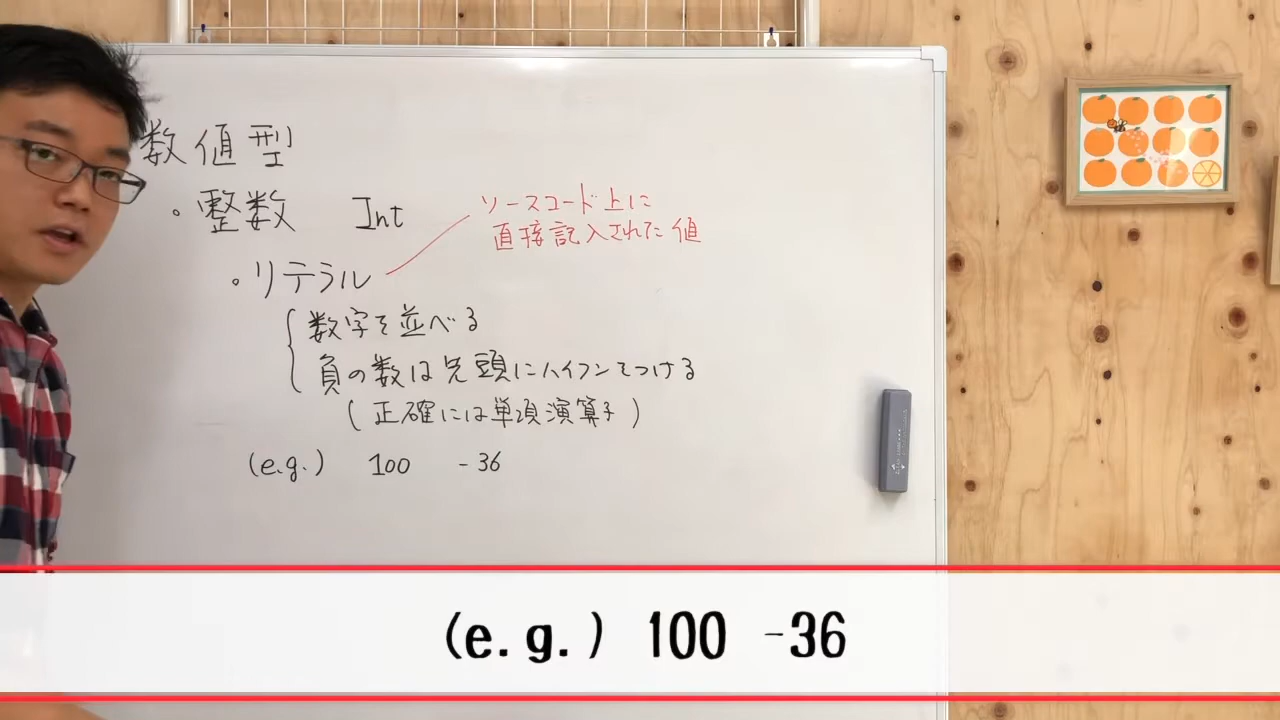 数値型
・整数 Int
・リテラル
ソースコード上に
直接記入された値
数字を並べる
負の数は先頭にハイフンをつける
(正確には単項演算子)
(e.g.) 100 -36
(e.g.) 100 -36